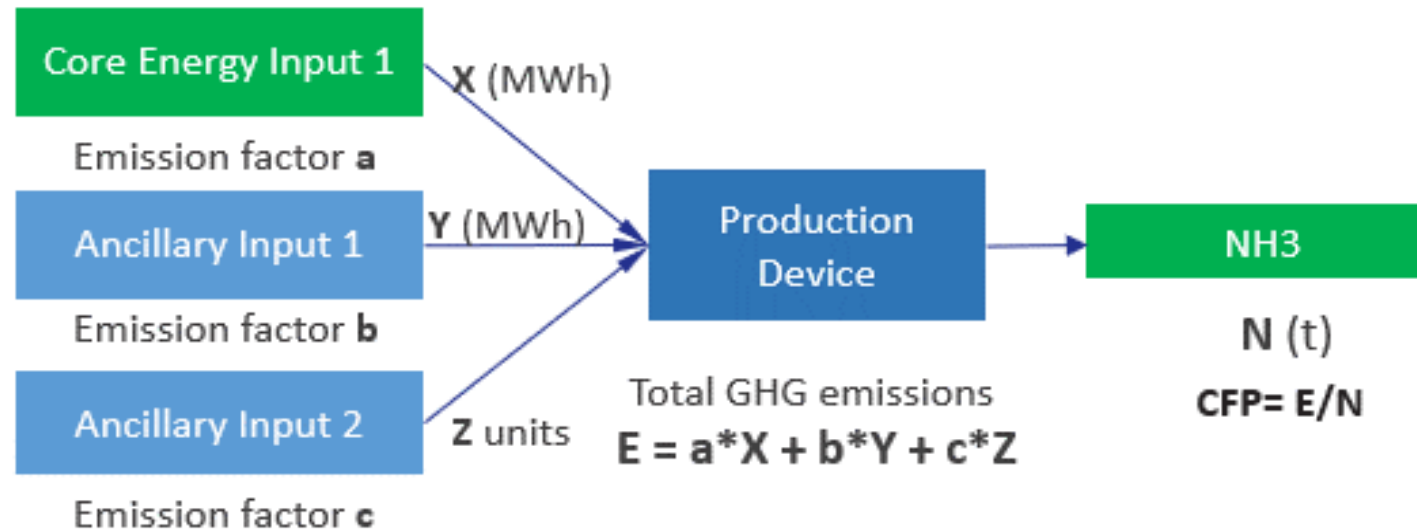 Core Energy Input 1
X (MWh)
Emission factor a
Ancillary Input 1
Y (MWh)
Emission factor b
Ancillary Input 2
Z units
Emission factor c
Production
Device
Total GHG emissions
E = a*X + b*Y + c*Z
NH3
N (t)
CFP= E/N